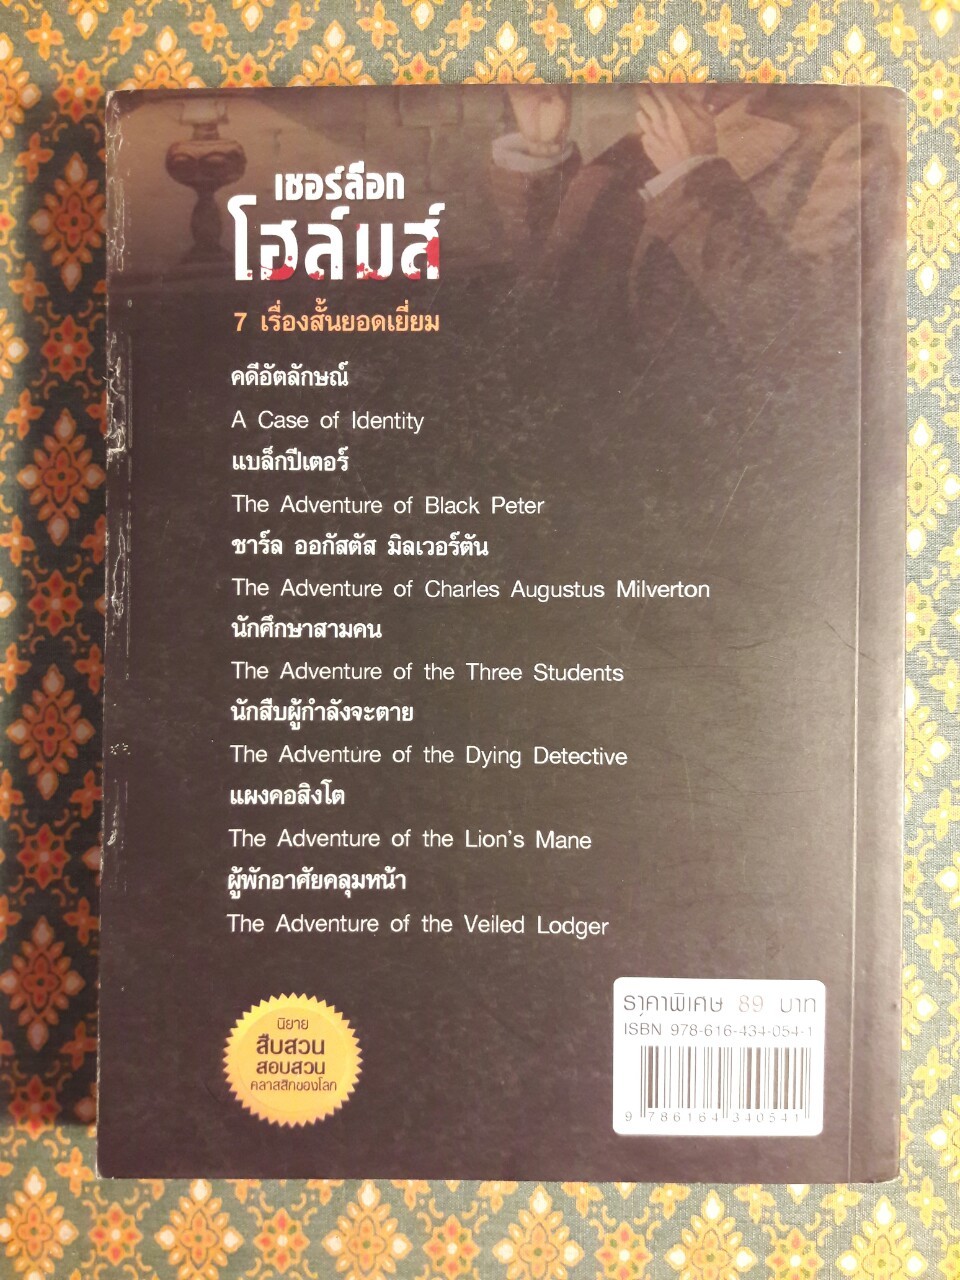 เชอร์ล็อก
โฮล์มส์
7 เรื่องสั้นยอดเยี่ยม
คดีอัตลักษณ์
A Case of Identity
แบล็กปีเตอร์
The Adventure of Black Peter
ชาร์ล ออกัสตัส มิลเวอร์ตัน
The Adventure of Charles Augustus Milverton
นักศึกษาสามคน
The Adventure of the Three Students
นักสืบผู้กำลังจะตาย
The Adventure of the Dying Detective
แผงคอสิงโต
The Adventure of the Lion's Mane
ผู้พักอาศัยคลุมหน้า
The Adventure of the Veiled Lodger
นิยาย
สืบสวน
สอบสวน
คลาสสิกของโลก
ราคาพิเศษ 89 บาท
ISBN 978-616-434-054-1
9 786164 340541